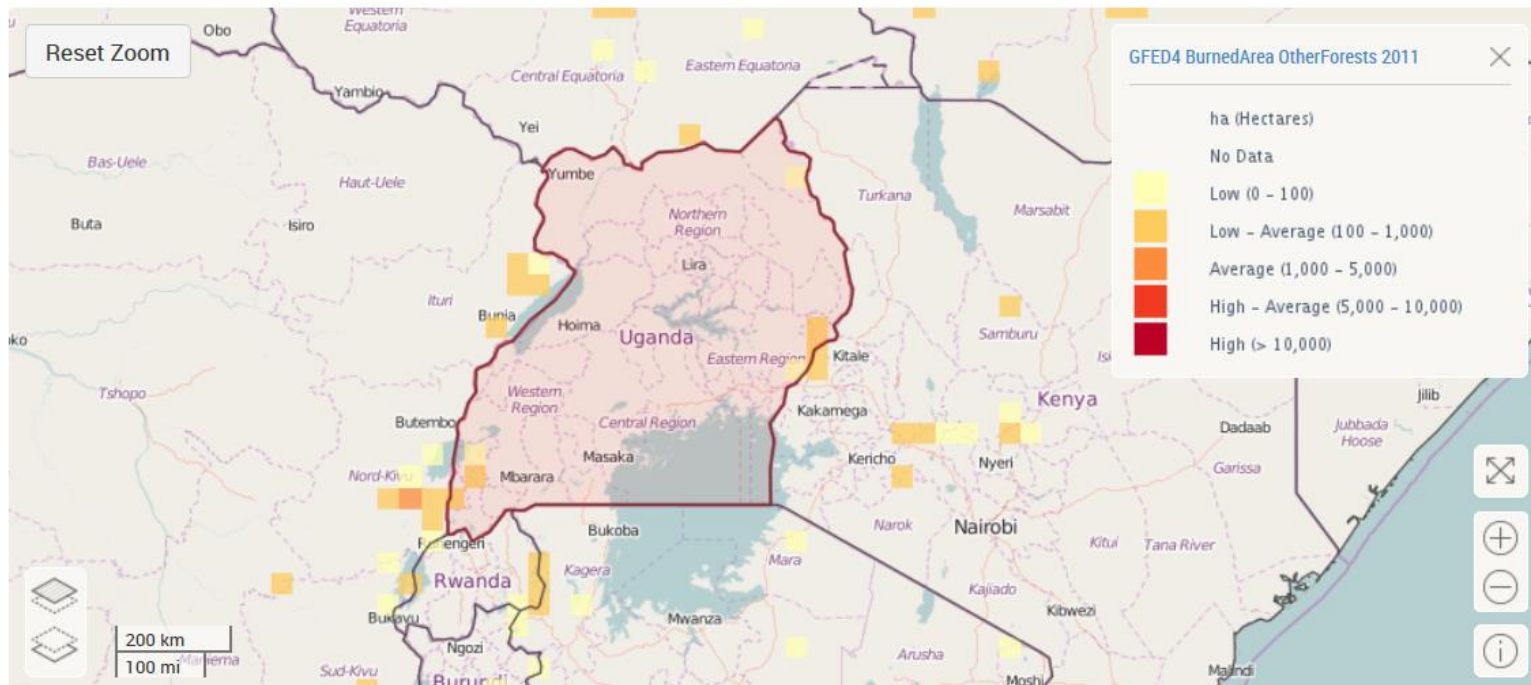 Reset Zoom
Western
Equatoria
Obo
Central Equatoria
Eastern Equatoria
Yambio
Yei
Bas-Uele
Haut-Uele
Yumbe
Turkana
Marsabit
Buta
Isiro
Northern
Region
Lira
Ituri
Bunia
Hoima
Uganda
Samburu
Eastern Region
Kitale
Tshopo
Western
Region
Kakamega
Kenya
Jilib
Butembo
Central Region
Dadaab
Jubbada
Hoose
Masaka
Kericho
Nyeri
Garissa
Nord-Kivu
Mbarara
Bukoba
Narok
Nairobi
Ruhengeri
Mara
Kitui
Tana River
Rwanda
Kagera
Kajiado
Kibwezi
Bukavu
Mwanza
200 km
100 mi
Maniema
Ngozi
Sud-Kivu
Burundi
Arusha
Moshi
Malindi
GFED4 BurnedArea OtherForests 2011
ha (Hectares)
No Data
Low (0 - 100)
Low - Average (100 - 1,000)
Average (1,000 - 5,000)
High - Average (5,000 - 10,000)
High (> 10,000)